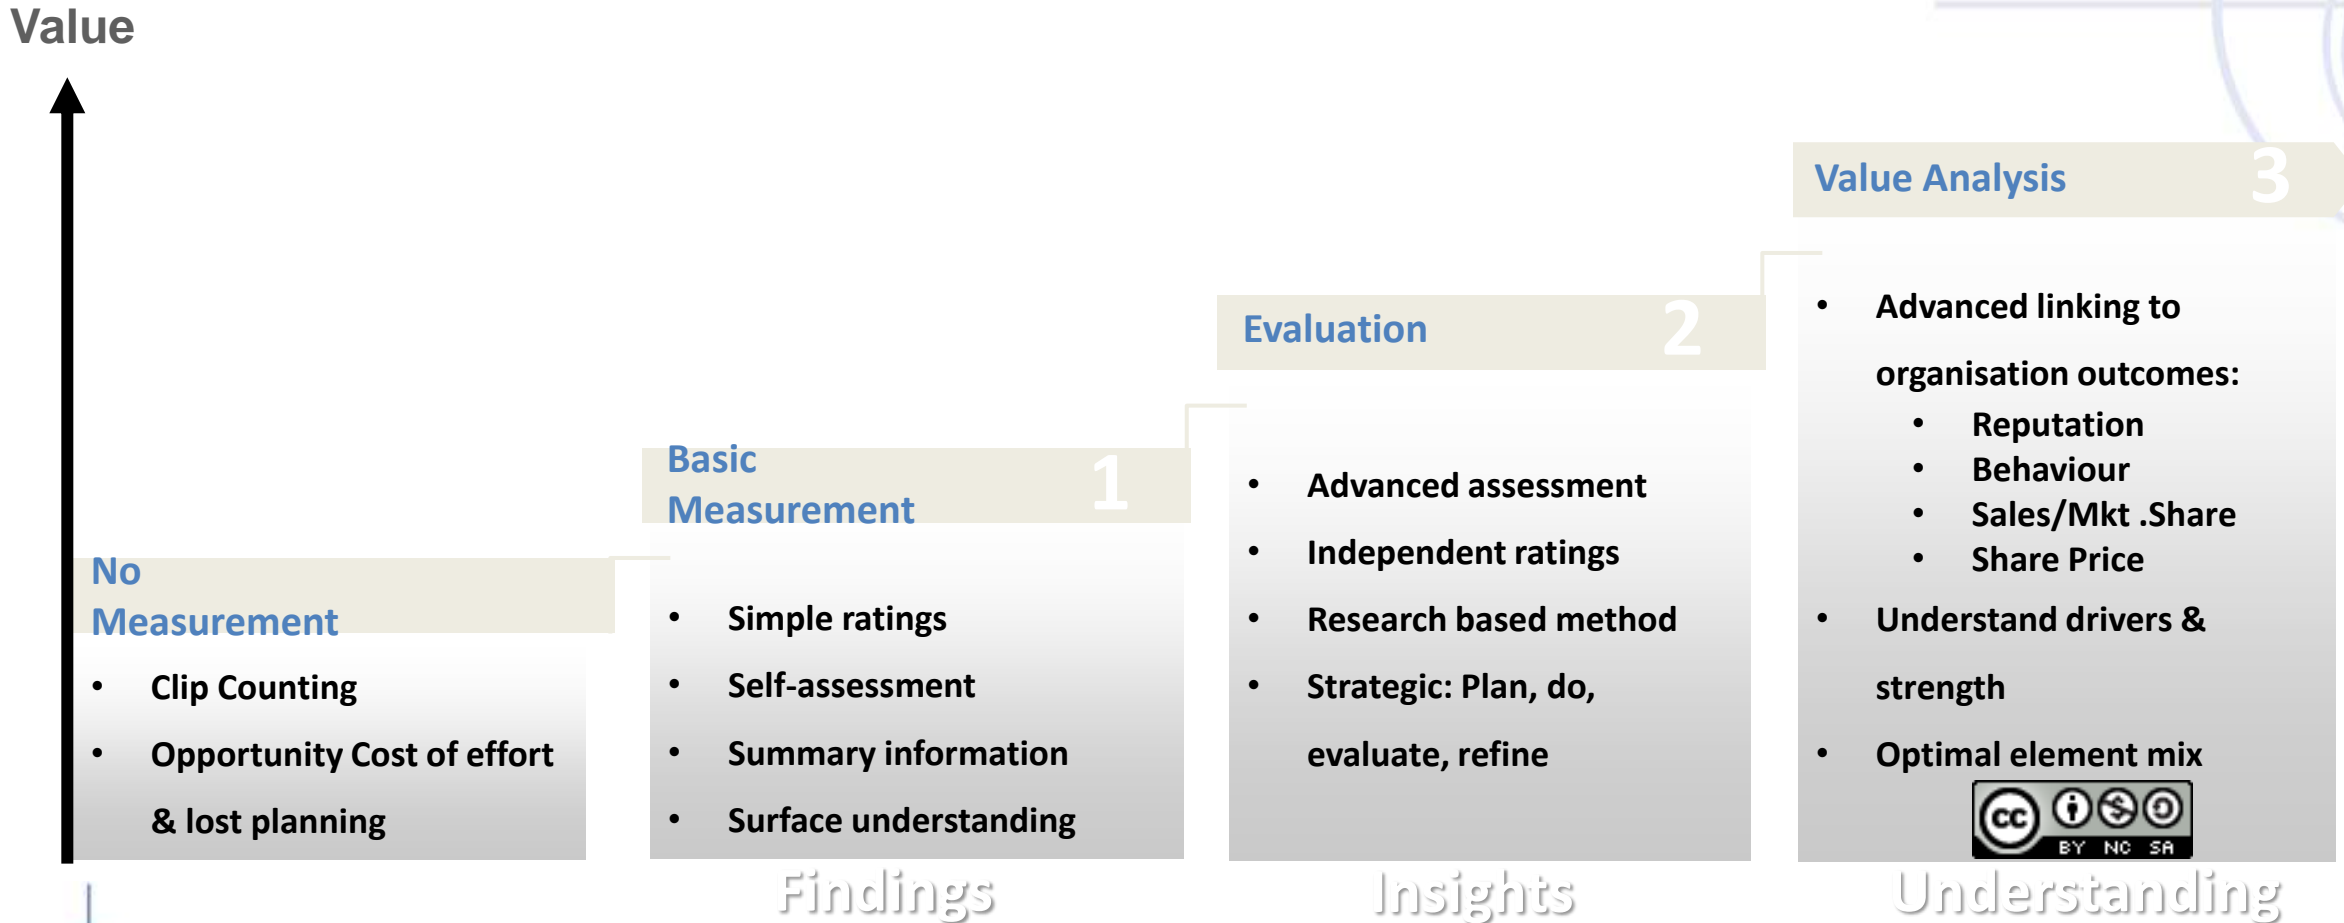 Value
No
Measurement
• Clip Counting
• Opportunity Cost of effort
& lost planning
Basic
Measurement
1
• Simple ratings
• Self-assessment
• Summary information
• Surface understanding
Findings
Evaluation
2
• Advanced assessment
• Independent ratings
• Research based method
• Strategic: Plan, do,
evaluate, refine
Insights
Value Analysis
3
• Advanced linking to
organisation outcomes:
• Reputation
• Behaviour
• Sales/Mkt .Share
• Share Price
• Understand drivers &
strength
• Optimal element mix
cc
BY NC SA
Understanding